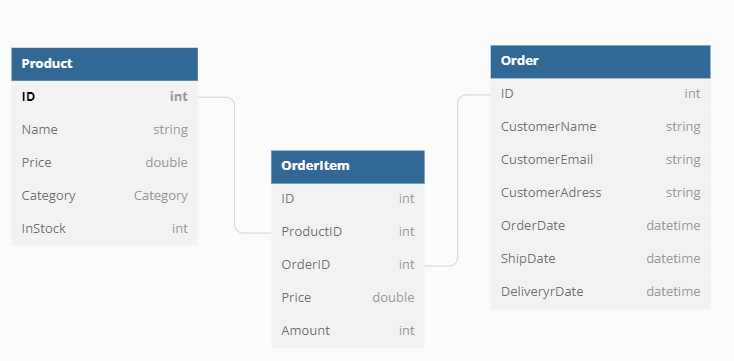 Product
ID int
Name string
Price double
Category Category
InStock int
OrderItem
ID int
ProductID int
OrderID int
Price double
Amount int
Order
ID int
CustomerName string
CustomerEmail string
CustomerAdress string
OrderDate datetime
ShipDate datetime
DeliveryrDate datetime